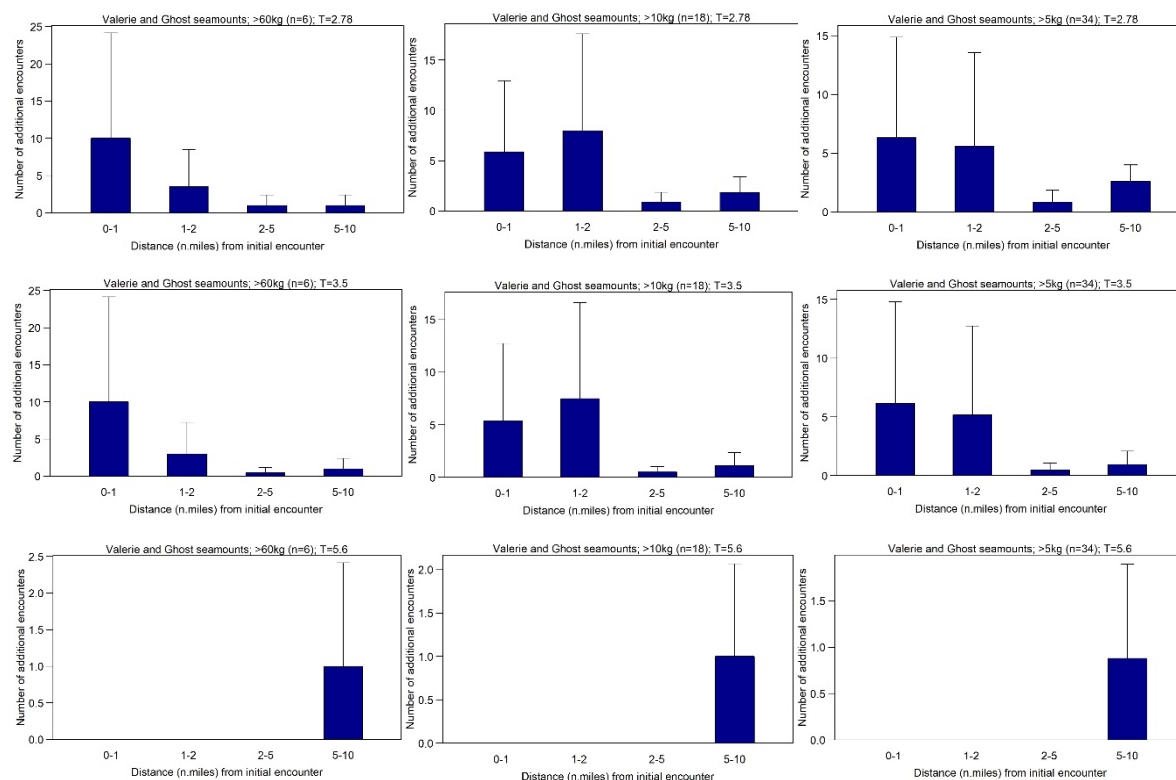 Valerie and Ghost seamounts; >60kg (n=6); T=2.78
Number of additional encounters
25
20
15
10
5
0
0-1 1-2 2-5 5-10
Distance (n.miles) from initial encounter
Valerie and Ghost seamounts; >10kg (n=18); T=2.78
Number of additional encounters
15
10
5
0
0-1 1-2 2-5 5-10
Distance (n.miles) from initial encounter
Valerie and Ghost seamounts; >5kg (n=34); T=2.78
Number of additional encounters
15
10
5
0
0-1 1-2 2-5 5-10
Distance (n.miles) from initial encounter
Valerie and Ghost seamounts; >60kg (n=6); T=3.5
Number of additional encounters
25
20
15
10
5
0
0-1 1-2 2-5 5-10
Distance (n.miles) from initial encounter
Valerie and Ghost seamounts; >10kg (n=18); T=3.5
Number of additional encounters
15
10
5
0
0-1 1-2 2-5 5-10
Distance (n.miles) from initial encounter
Valerie and Ghost seamounts; >5kg (n=34); T=3.5
Number of additional encounters
15
10
5
0
0-1 1-2 2-5 5-10
Distance (n.miles) from initial encounter
Valerie and Ghost seamounts; >60kg (n=6); T=5.6
Number of additional encounters
2.5
2.0
1.5
1.0
0.5
0.0
0-1 1-2 2-5 5-10
Distance (n.miles) from initial encounter
Valerie and Ghost seamounts; >10kg (n=18); T=5.6
Number of additional encounters
2.0
1.5
1.0
0.5
0.0
0-1 1-2 2-5 5-10
Distance (n.miles) from initial encounter
Valerie and Ghost seamounts; >5kg (n=34); T=5.6
Number of additional encounters
1.5
1.0
0.5
0.0
0-1 1-2 2-5 5-10
Distance (n.miles) from initial encounter